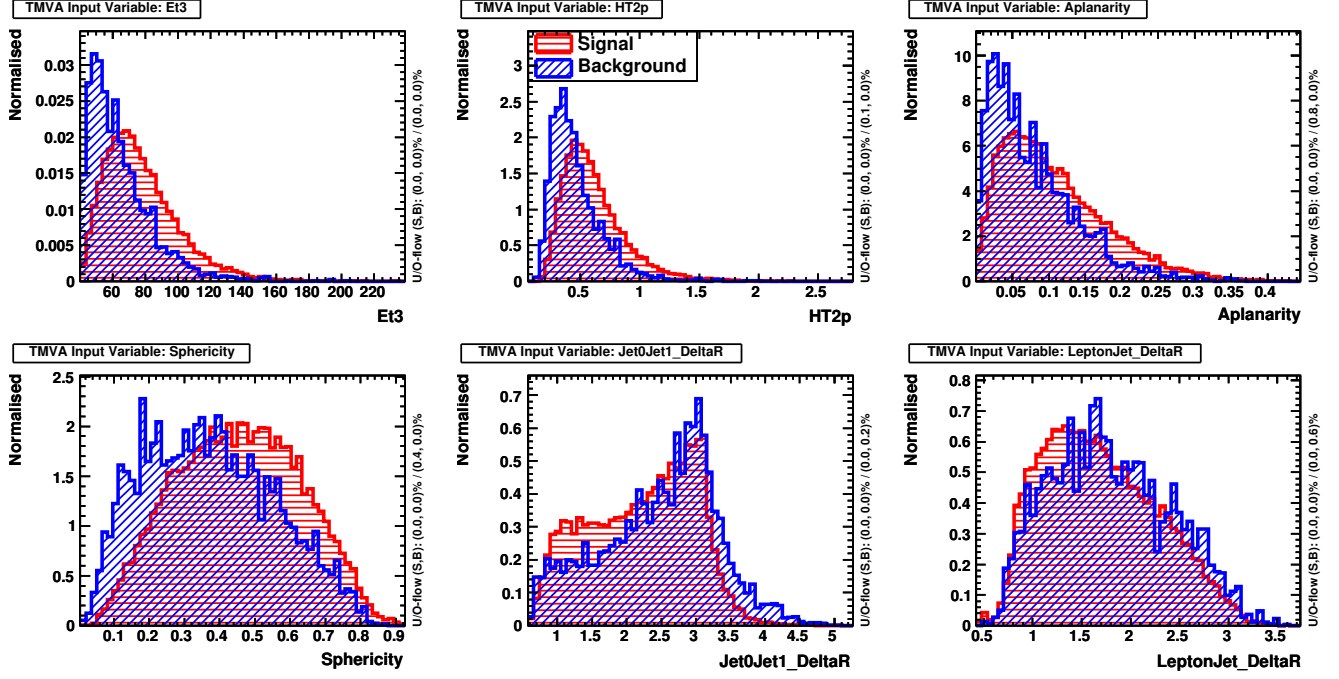 TMVA Input Variable: Et3
Normalised
0.03
0.025
0.02
0.015
0.01
0.005
0
60 80 100 120 140 160 180 200 220
Et3
U/O-flow (S,B): (0.0, 0.0)% / (0.0, 0.0)%
TMVA Input Variable: HT2p
Signal
Background
Normalised
3
2.5
2
1.5
1
0.5
0
0.5 1 1.5 2 2.5
HT2p
U/O-flow (S,B): (0.0, 0.0)% / (0.1, 0.0)%
TMVA Input Variable: Aplanarity
Normalised
10
8
6
4
2
0
0.05 0.1 0.15 0.2 0.25 0.3 0.35 0.4
Aplanarity
U/O-flow (S,B): (0.0, 0.0)% / (0.8, 0.0)%
TMVA Input Variable: Sphericity
Normalised
2.5
2
1.5
1
0.5
0
0.1 0.2 0.3 0.4 0.5 0.6 0.7 0.8 0.9
Sphericity
U/O-flow (S,B): (0.0, 0.0)% / (0.4, 0.0)%
TMVA Input Variable: Jet0Jet1_DeltaR
Normalised
0.7
0.6
0.5
0.4
0.3
0.2
0.1
0
1 1.5 2 2.5 3 3.5 4 4.5 5
Jet0Jet1_DeltaR
U/O-flow (S,B): (0.0, 0.0)% / (0.0, 0.2)%
TMVA Input Variable: LeptonJet_DeltaR
Normalised
0.8
0.7
0.6
0.5
0.4
0.3
0.2
0.1
0
0.5 1 1.5 2 2.5 3 3.5
LeptonJet_DeltaR
U/O-flow (S,B): (0.0, 0.0)% / (0.0, 0.6)%